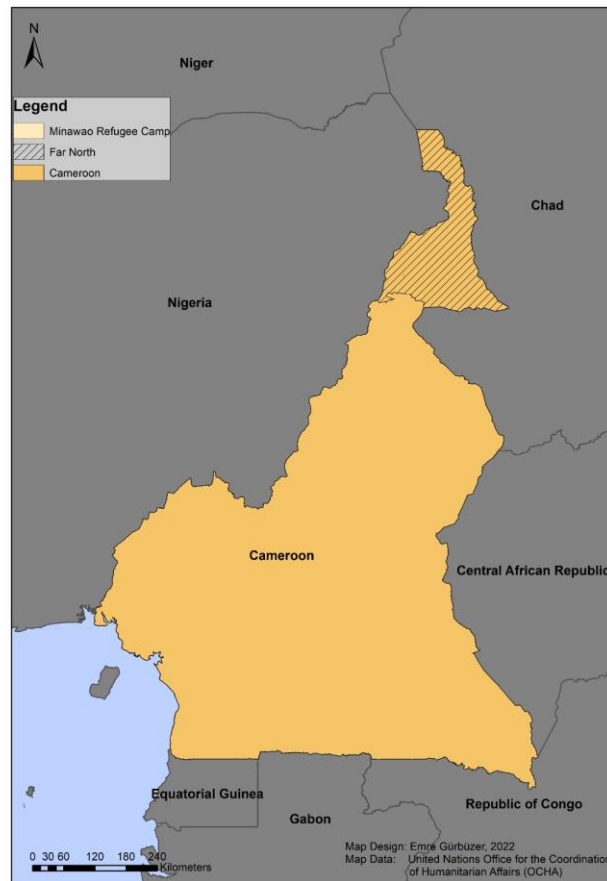 N
Niger
Legend
Minawao Refugee Camp
Far North
Cameroon
Chad
Nigeria
Cameroon
Central African Republic
Equatorial Guinea
Gabon
Republic of Congo
0 30 60 120 180 240
Kilometers
Map Design: Emre Gürbüzer, 2022
Map Data: United Nations Office for the Coordination
of Humanitarian Affairs (OCHA)